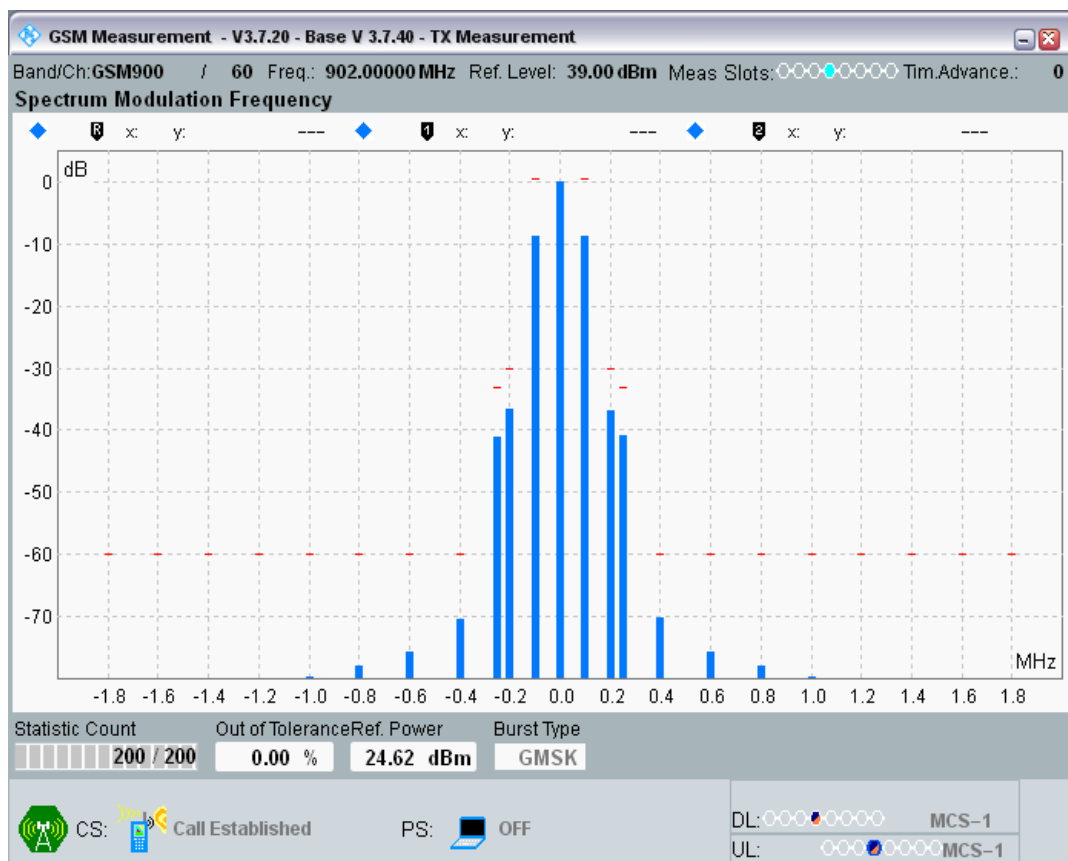 GSM Measurement - V3.7.20 - Base V 3.7.40 - TX Measurement
Band/Ch:GSM900 / 60 Freq.: 902.00000 MHz Ref. Level: 39.00 dBm Meas Slots: Tim.Advance.: 0
Spectrum Modulation Frequency
R x: y: --- 1 x: y: --- 2 x: y: ---
dB
0
-10
-20
-30
-40
-50
-60
-70
MHz
-1.8 -1.6 -1.4 -1.2 -1.0 -0.8 -0.6 -0.4 -0.2 0.0 0.2 0.4 0.6 0.8 1.0 1.2 1.4 1.6 1.8
Statistic Count Out of Tolerance Ref. Power Burst Type
200 / 200 0.00 % 24.62 dBm GMSK
CS: Call Established PS: OFF
DL: MCS-1
UL: MCS-1